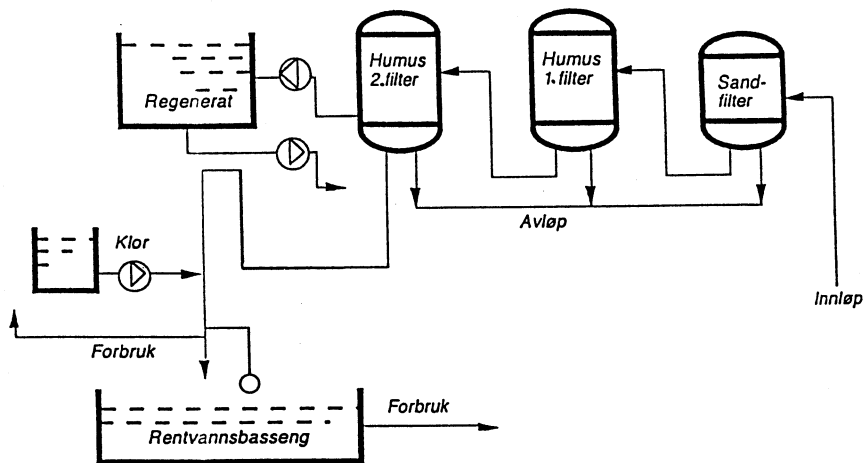 Humus
2.filter
Humus
1.filter
Sand-
filter
Regenerat
Avløp
Klor
Innløp
Forbruk
Forbruk
Rentvannsbasseng